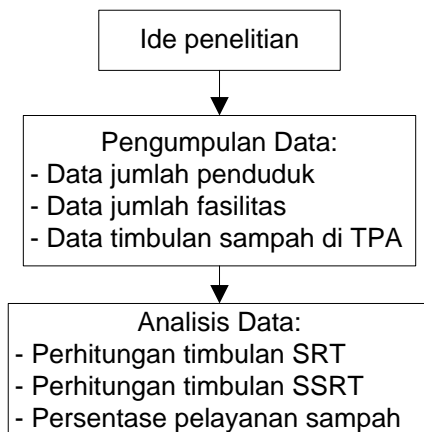 Ide penelitian
Pengumpulan Data:
- Data jumlah penduduk
- Data jumlah fasilitas
- Data timbulan sampah di TPA
Analisis Data:
- Perhitungan timbulan SRT
- Perhitungan timbulan SSRT
- Persentase pelayanan sampah